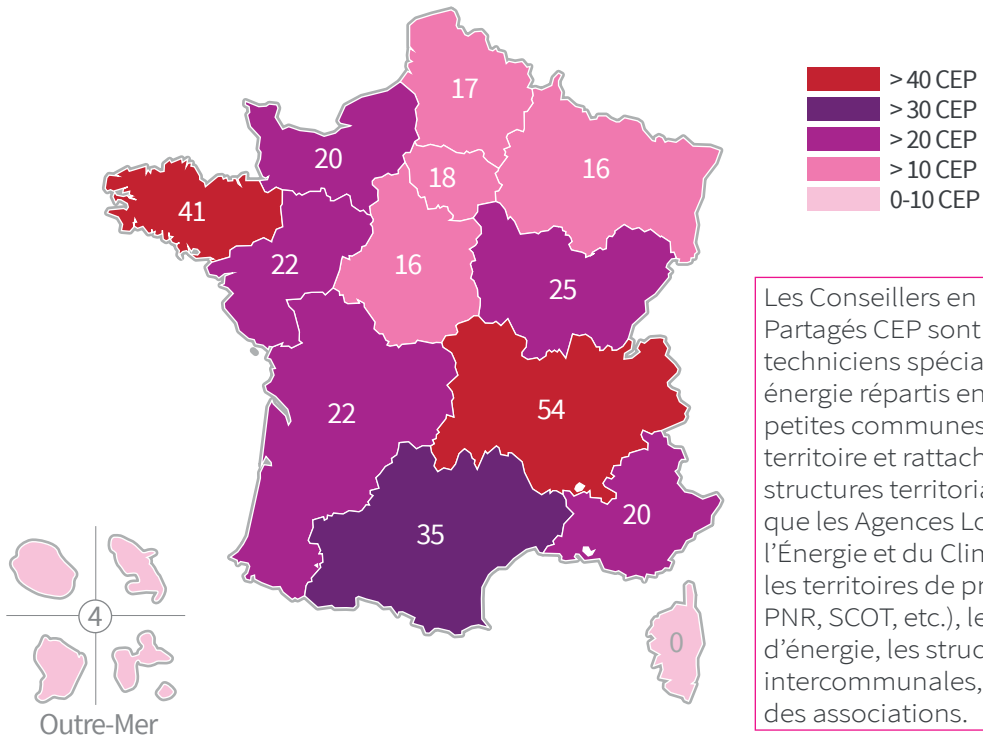 17
20
18
16
41
22
16
25
22
54
35
20
0
4
Outre-Mer
> 40 CEP
> 30 CEP
> 20 CEP
> 10 CEP
0-10 CEP
Les Conseillers en
Partagés CEP sont
techniciens spécia
énergie répartis en
petites communes
territoire et rattach
structures territoria
que les Agences Lo
l’Énergie et du Clim
les territoires de pr
PNR, SCOT, etc.), le
d’énergie, les struc
intercommunales,
des associations.